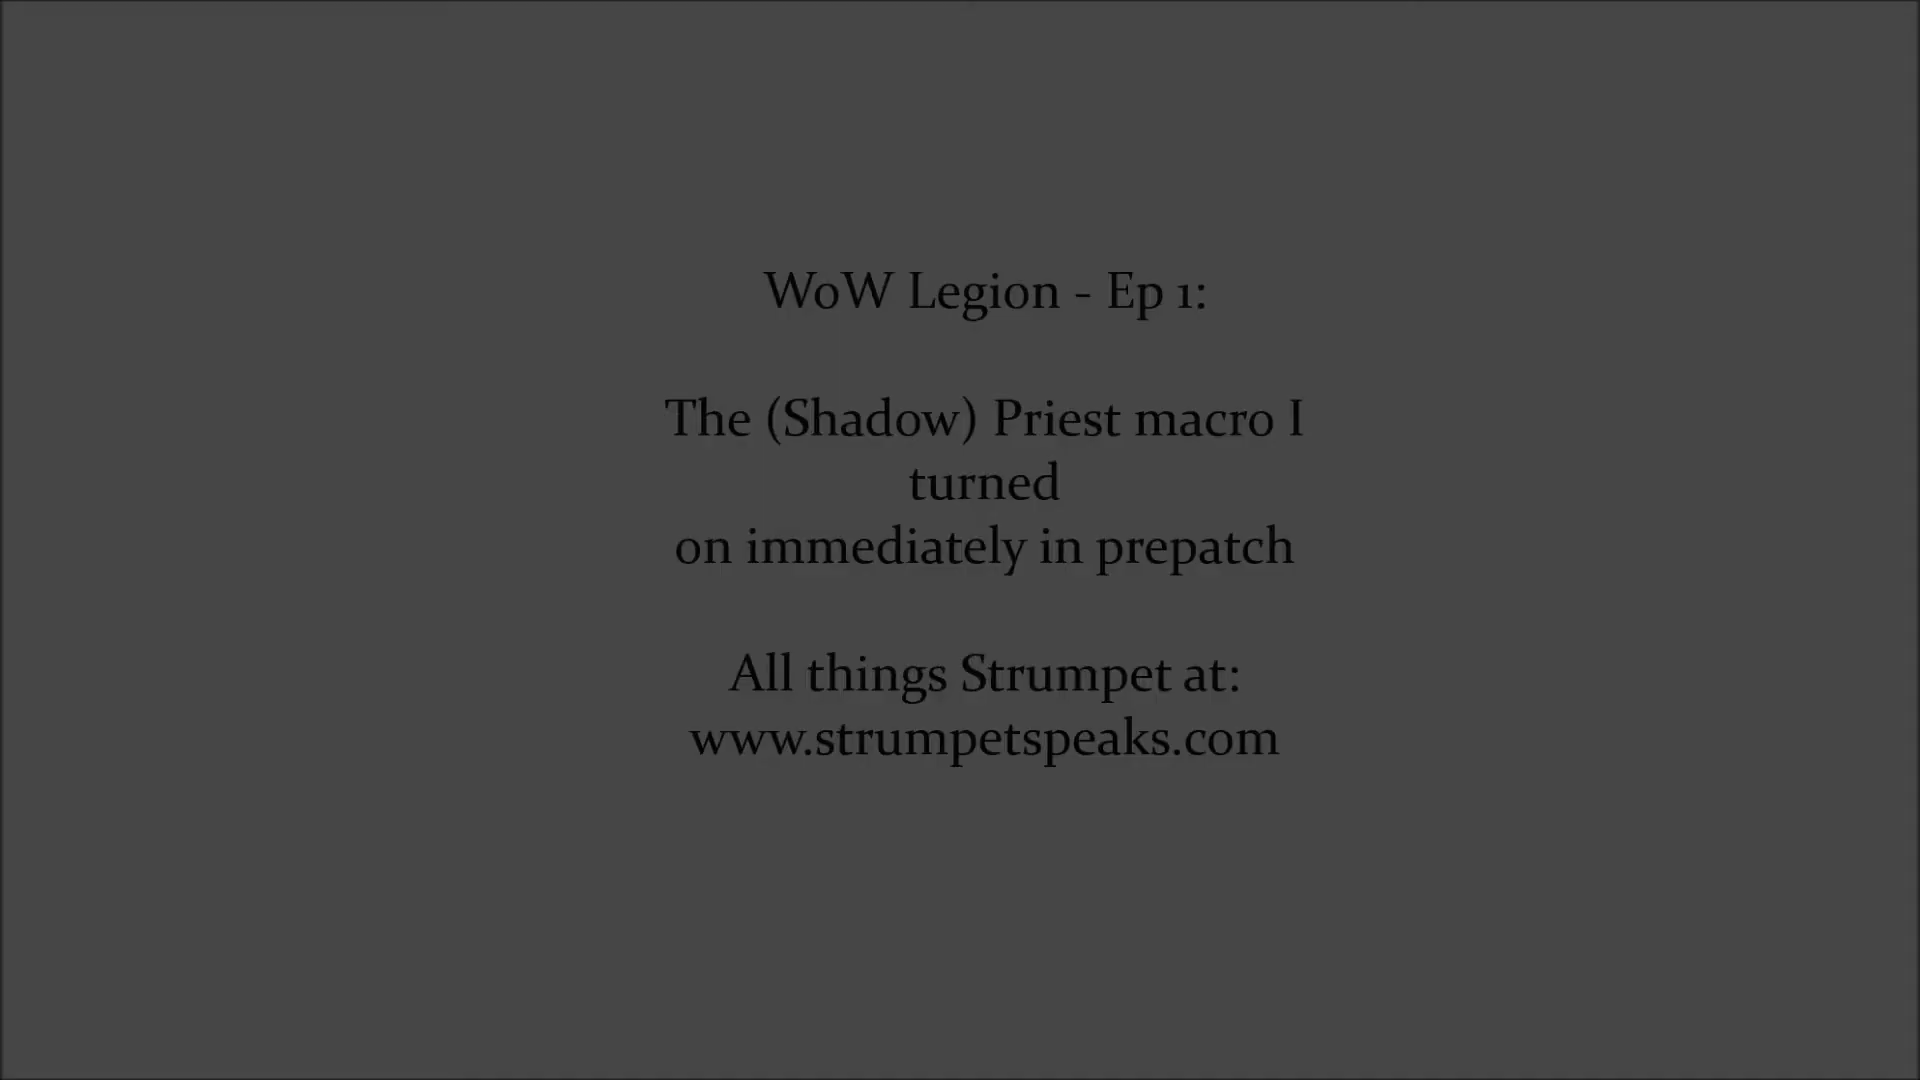 WoW Legion - Ep 1:
The (Shadow) Priest macro I
turned
on immediately in prepatch
All things Strumpet at:
www.strumpetspeaks.com